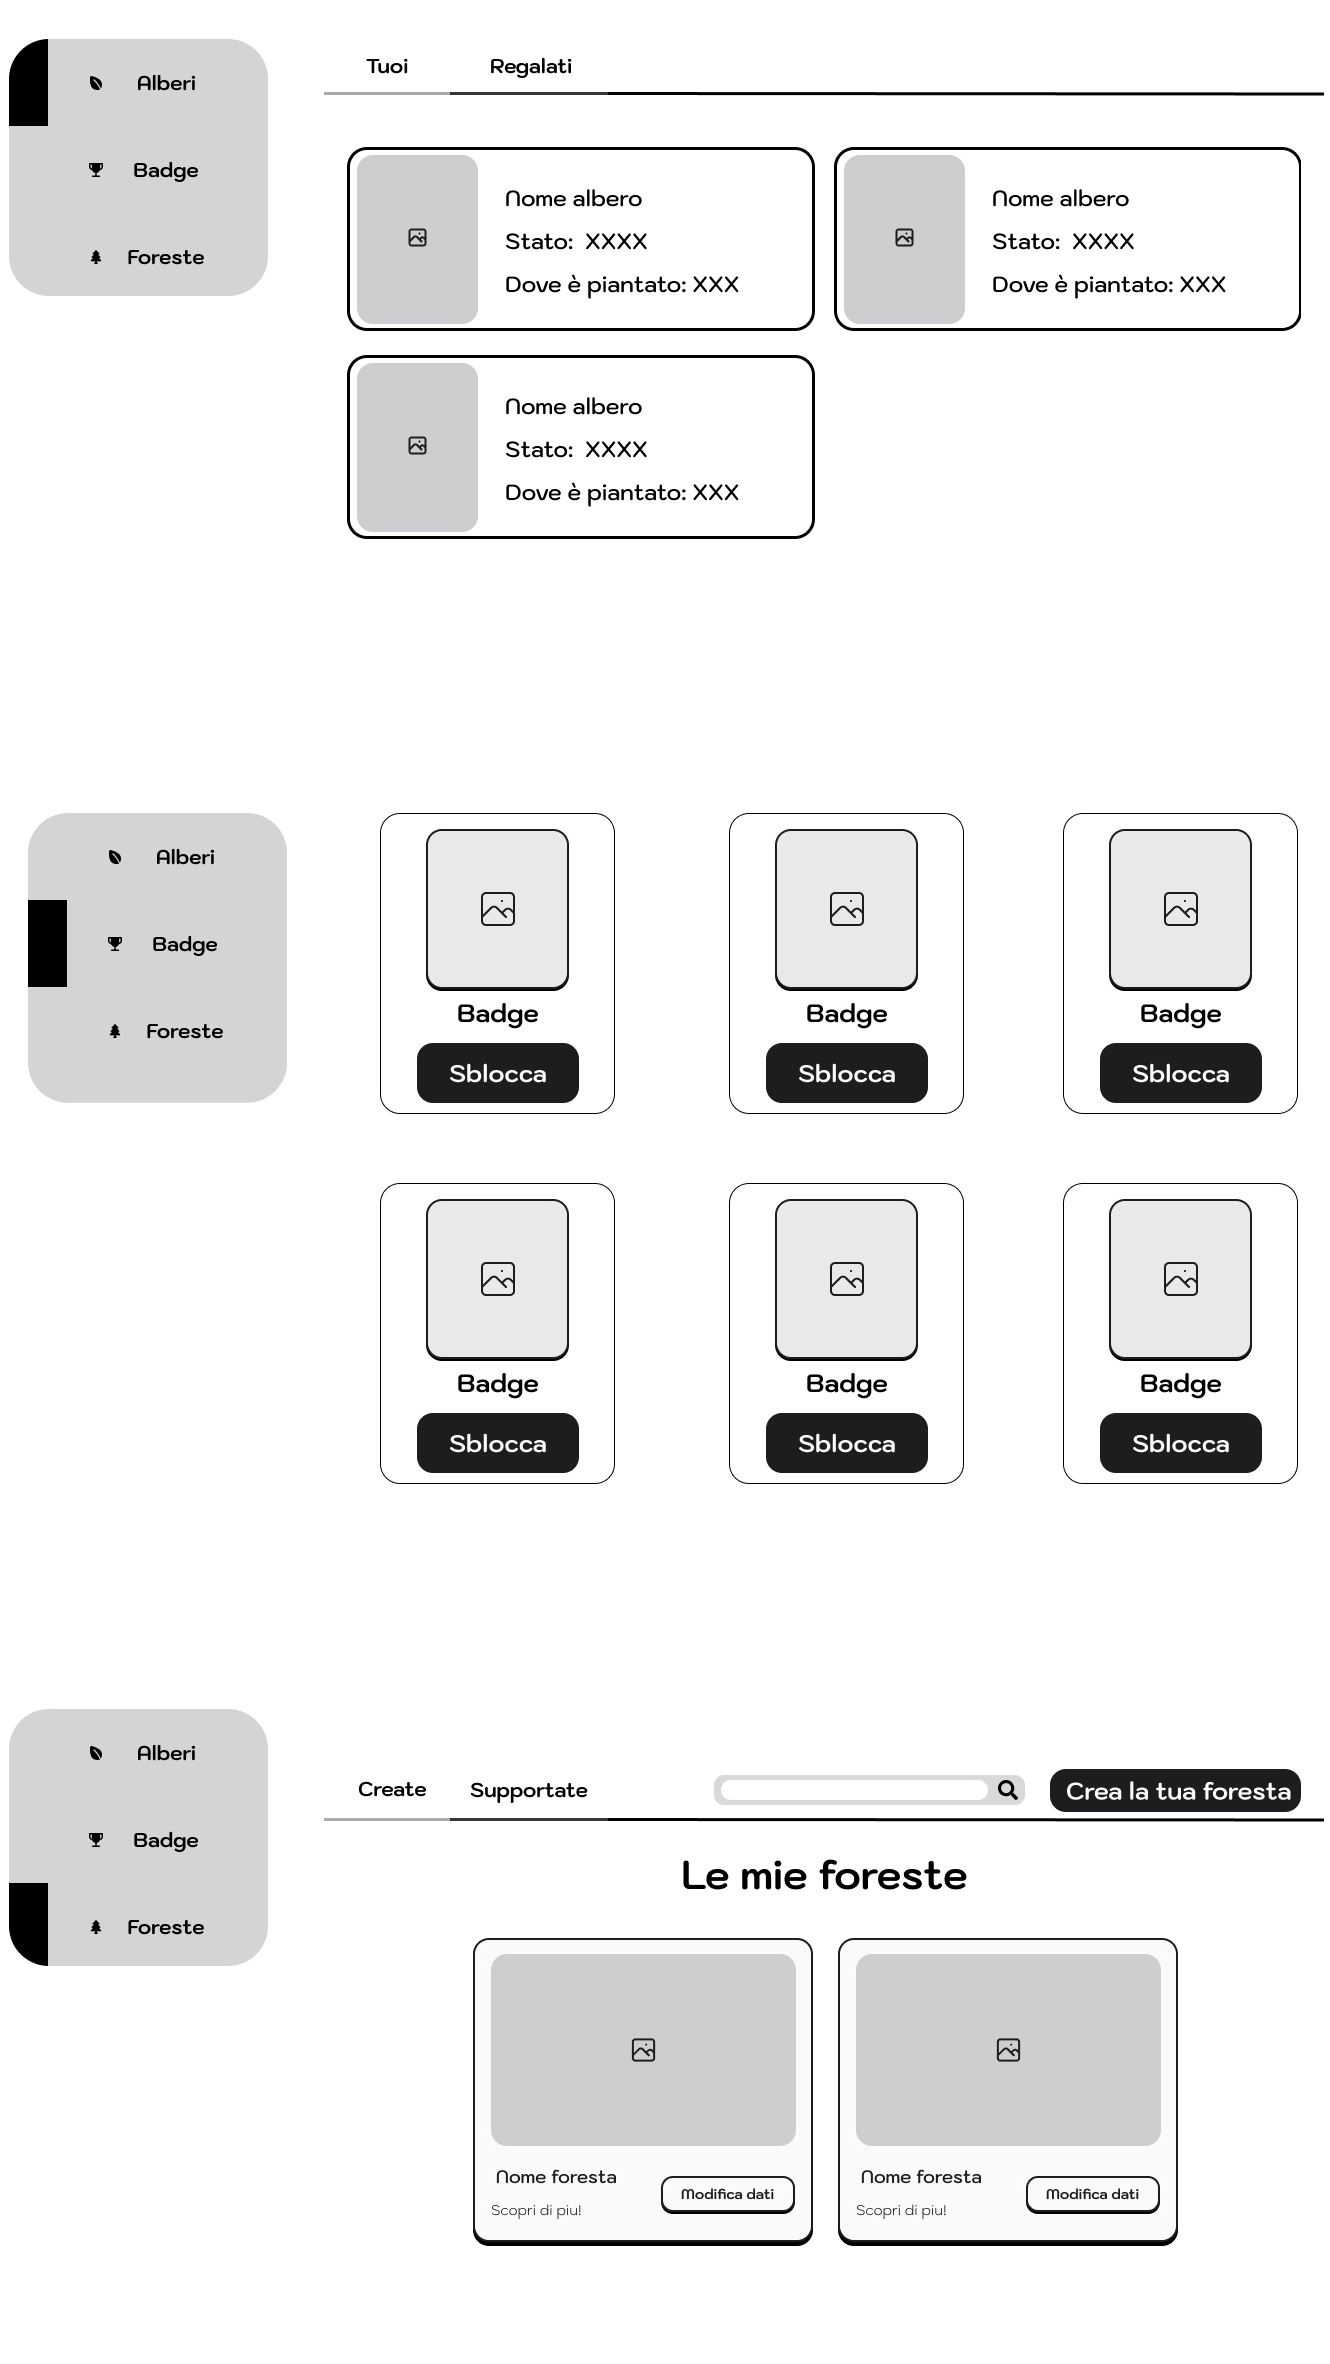 Alberi
Badge
Foreste
Tuoi Regalati
Nome albero
Stato: XXXX
Dove è piantato: XXX
Nome albero
Stato: XXXX
Dove è piantato: XXX
Nome albero
Stato: XXXX
Dove è piantato: XXX
Alberi
Badge
Foreste
Badge
Sblocca
Badge
Sblocca
Badge
Sblocca
Badge
Sblocca
Badge
Sblocca
Badge
Sblocca
Alberi
Badge
Foreste
Create Supportate Crea la tua foresta
Le mie foreste
Nome foresta
Scopri di piu!
Modifica dati
Nome foresta
Scopri di piu!
Modifica dati